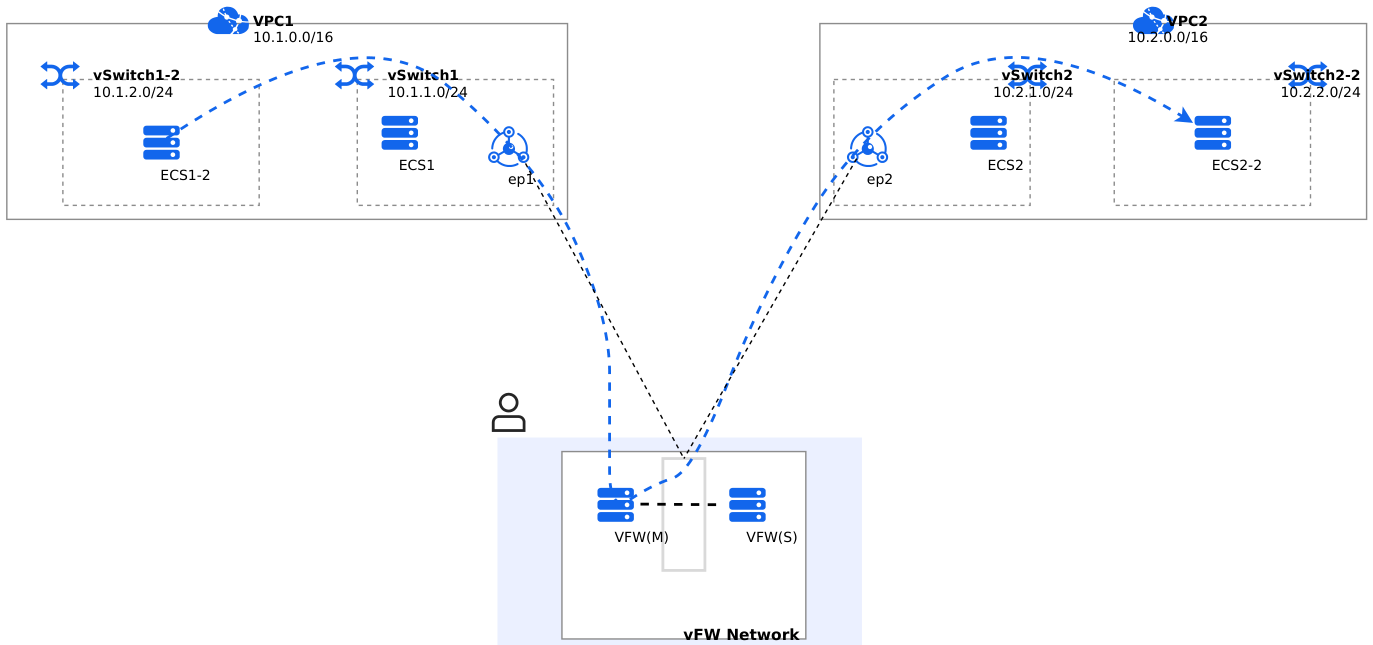 VPC1
10.1.0.0/16
VPC2
10.2.0.0/16
vSwitch1-2
10.1.2.0/24
vSwitch1
10.1.1.0/24
vSwitch2
10.2.1.0/24
vSwitch2-2
10.2.2.0/24
ECS1-2
ECS1
ep1
ep2
ECS2
ECS2-2
VFW(M)
VFW(S)
vFW Network